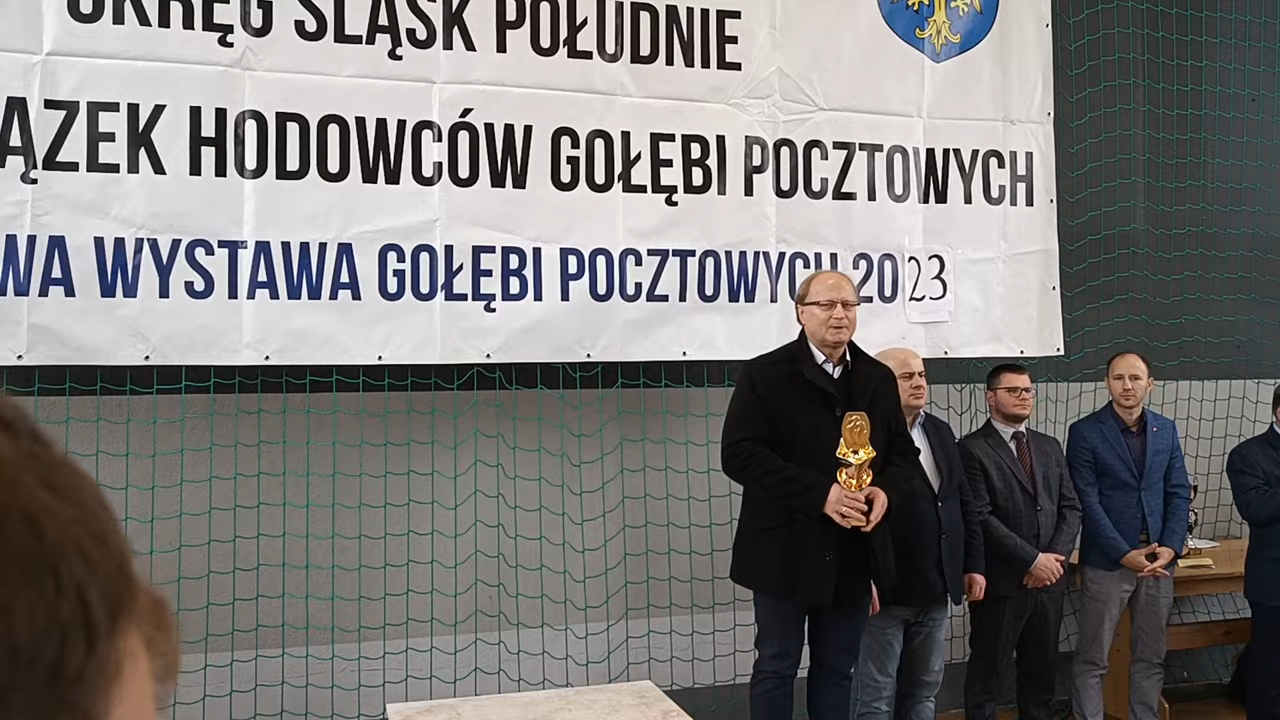 OKRĘG ŚLĄSK POŁUDNIE
ĄZEK HODOWCÓW GOŁĘBI POCZTOWYCH
WA WYSTAWA GOŁĘBI POCZTOWYCH 2023